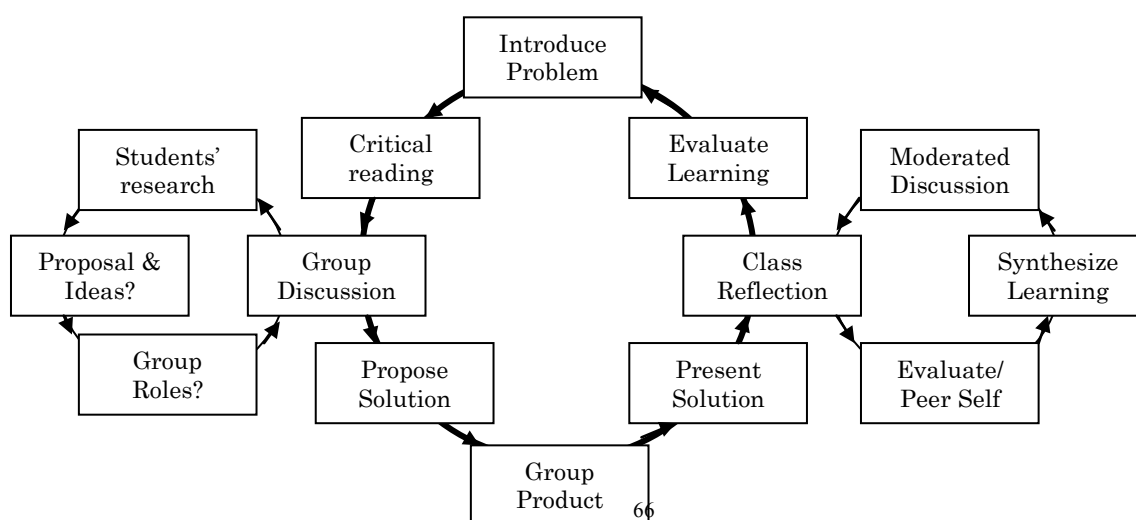 Introduce
Problem
Critical
reading
Evaluate
Learning
Students’
research
Moderated
Discussion
Proposal &
Ideas?
Group
Discussion
Class
Reflection
Synthesize
Learning
Group
Roles?
Propose
Solution
Present
Solution
Evaluate/
Peer Self
Group
Product
66